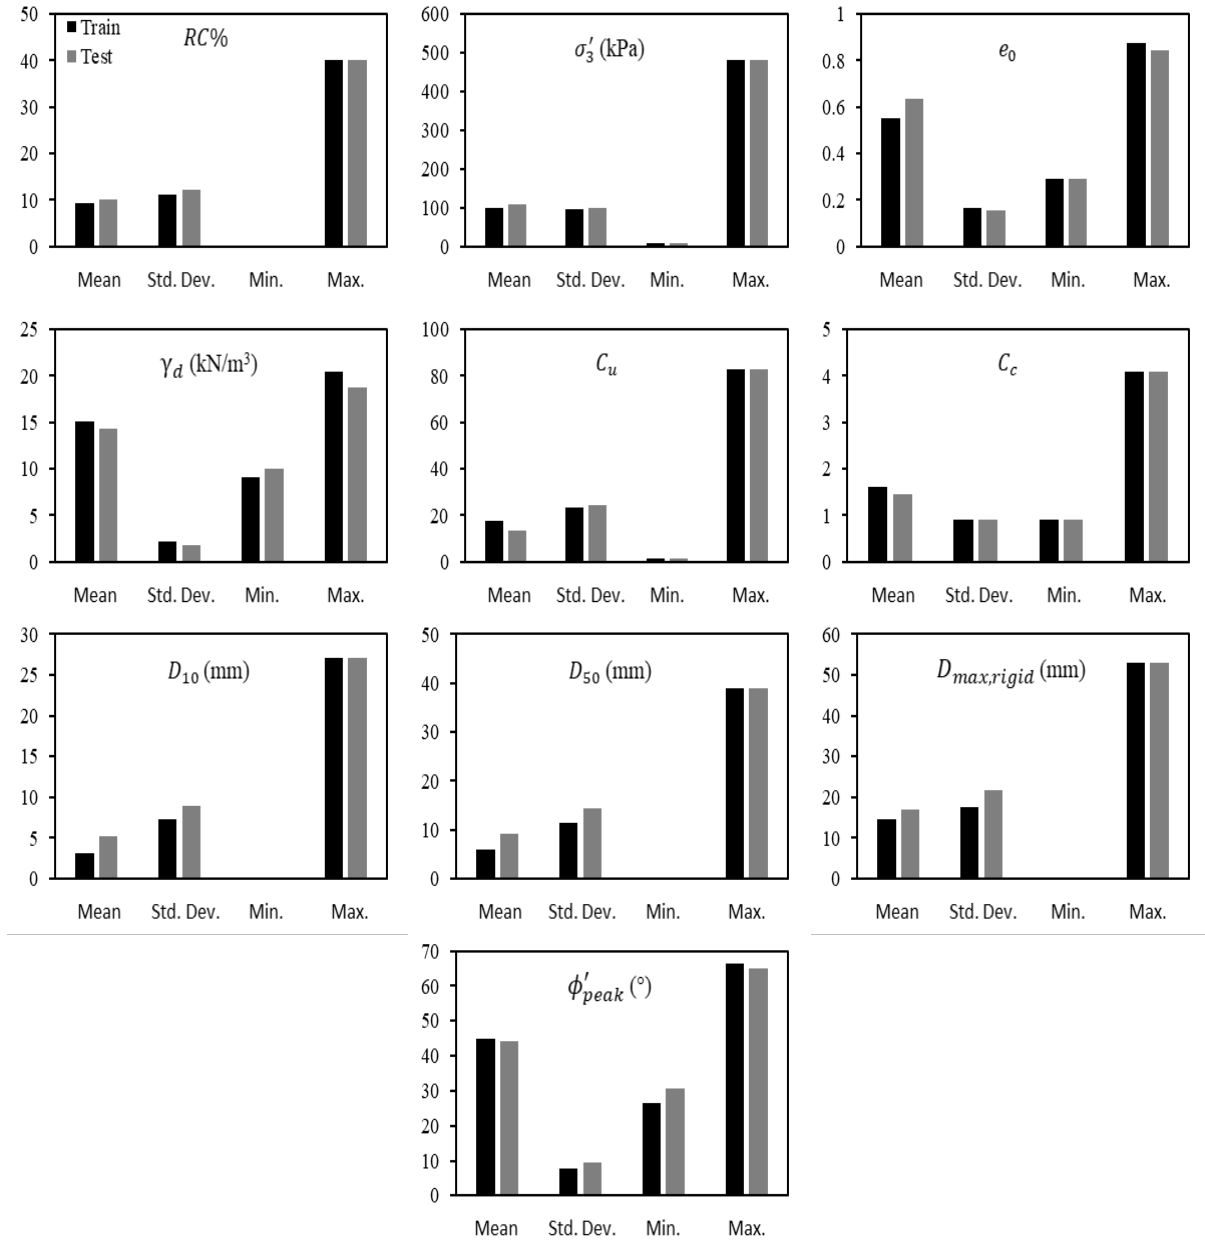 RC%
Train
Test
50
40
30
20
10
0
Mean Std. Dev. Min. Max.
σ′₃ (kPa)
600
500
400
300
200
100
0
Mean Std. Dev. Min. Max.
e₀
1
0.8
0.6
0.4
0.2
0
Mean Std. Dev. Min. Max.
γ_d (kN/m³)
25
20
15
10
5
0
Mean Std. Dev. Min. Max.
C_u
100
80
60
40
20
0
Mean Std. Dev. Min. Max.
C_c
5
4
3
2
1
0
Mean Std. Dev. Min. Max.
D₁₀ (mm)
30
25
20
15
10
5
0
Mean Std. Dev. Min. Max.
D₅₀ (mm)
50
40
30
20
10
0
Mean Std. Dev. Min. Max.
D_max,rigid (mm)
60
50
40
30
20
10
0
Mean Std. Dev. Min. Max.
ϕ′_peak (°)
70
60
50
40
30
20
10
0
Mean Std. Dev. Min. Max.